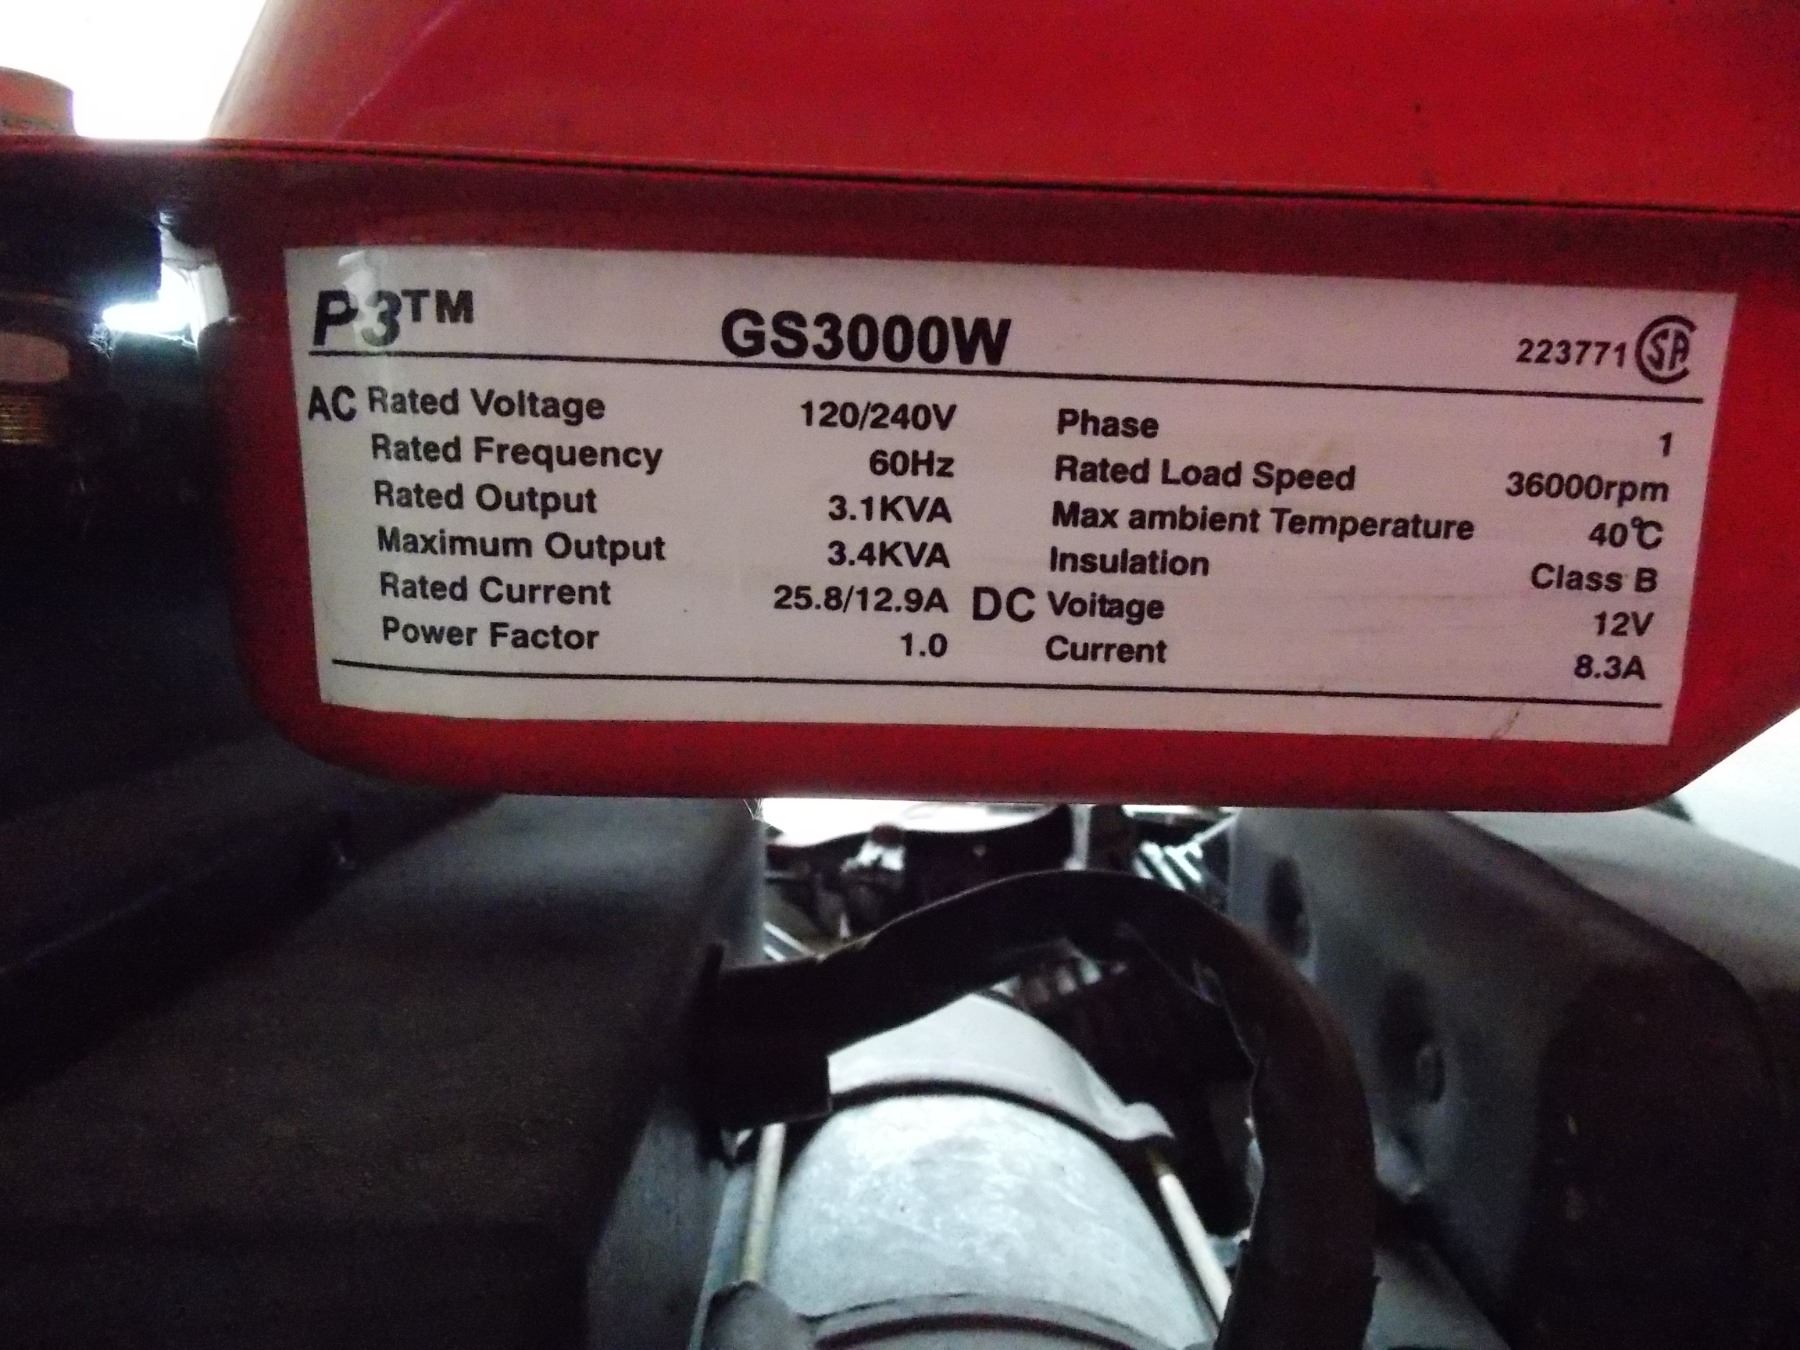 P3™ GS3000W 223771 SA
AC Rated Voltage 120/240V Phase 1
Rated Frequency 60Hz Rated Load Speed 36000rpm
Rated Output 3.1KVA Max ambient Temperature 40℃
Maximum Output 3.4KVA Insulation Class B
Rated Current 25.8/12.9A DC Voitage 12V
Power Factor 1.0 Current 8.3A